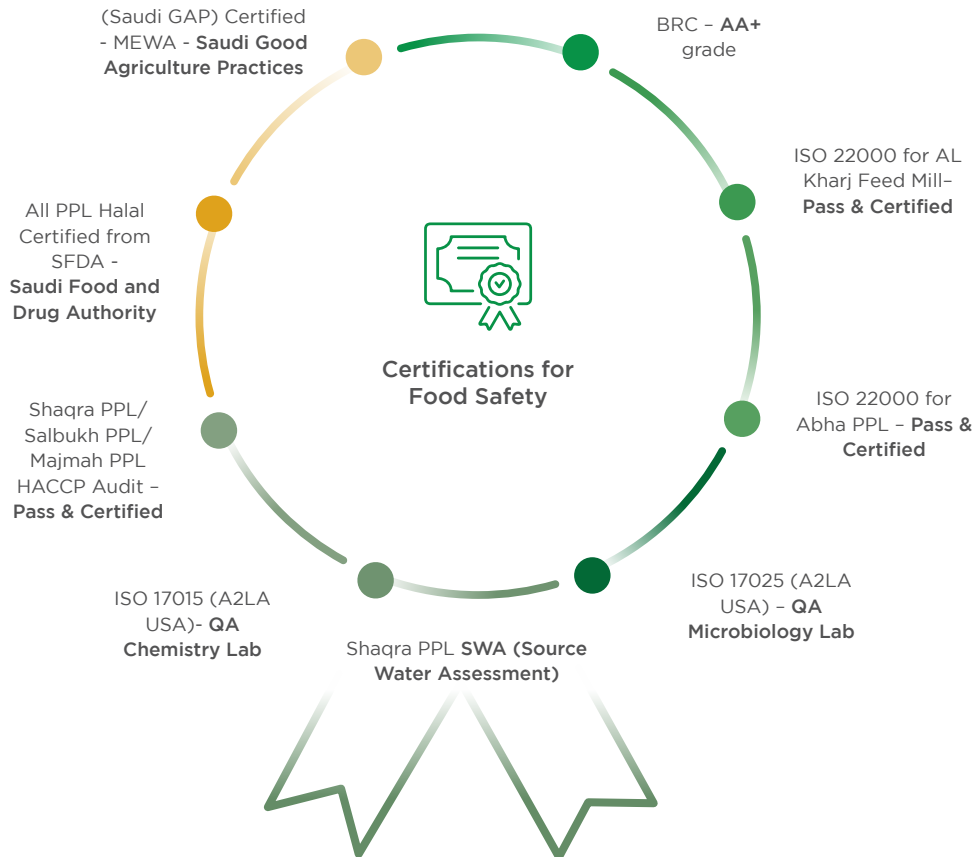 (Saudi GAP) Certified
- MEWA - Saudi Good
Agriculture Practices
BRC – AA+
grade
ISO 22000 for AL
Kharj Feed Mill–
Pass & Certified
ISO 22000 for
Abha PPL – Pass &
Certified
ISO 17025 (A2LA
USA) – QA
Microbiology Lab
Shaqra PPL SWA (Source
Water Assessment)
ISO 17015 (A2LA
USA)- QA
Chemistry Lab
Shaqra PPL/
Salbukh PPL/
Majmah PPL
HACCP Audit –
Pass & Certified
All PPL Halal
Certified from
SFDA -
Saudi Food and
Drug Authority
Certifications for
Food Safety